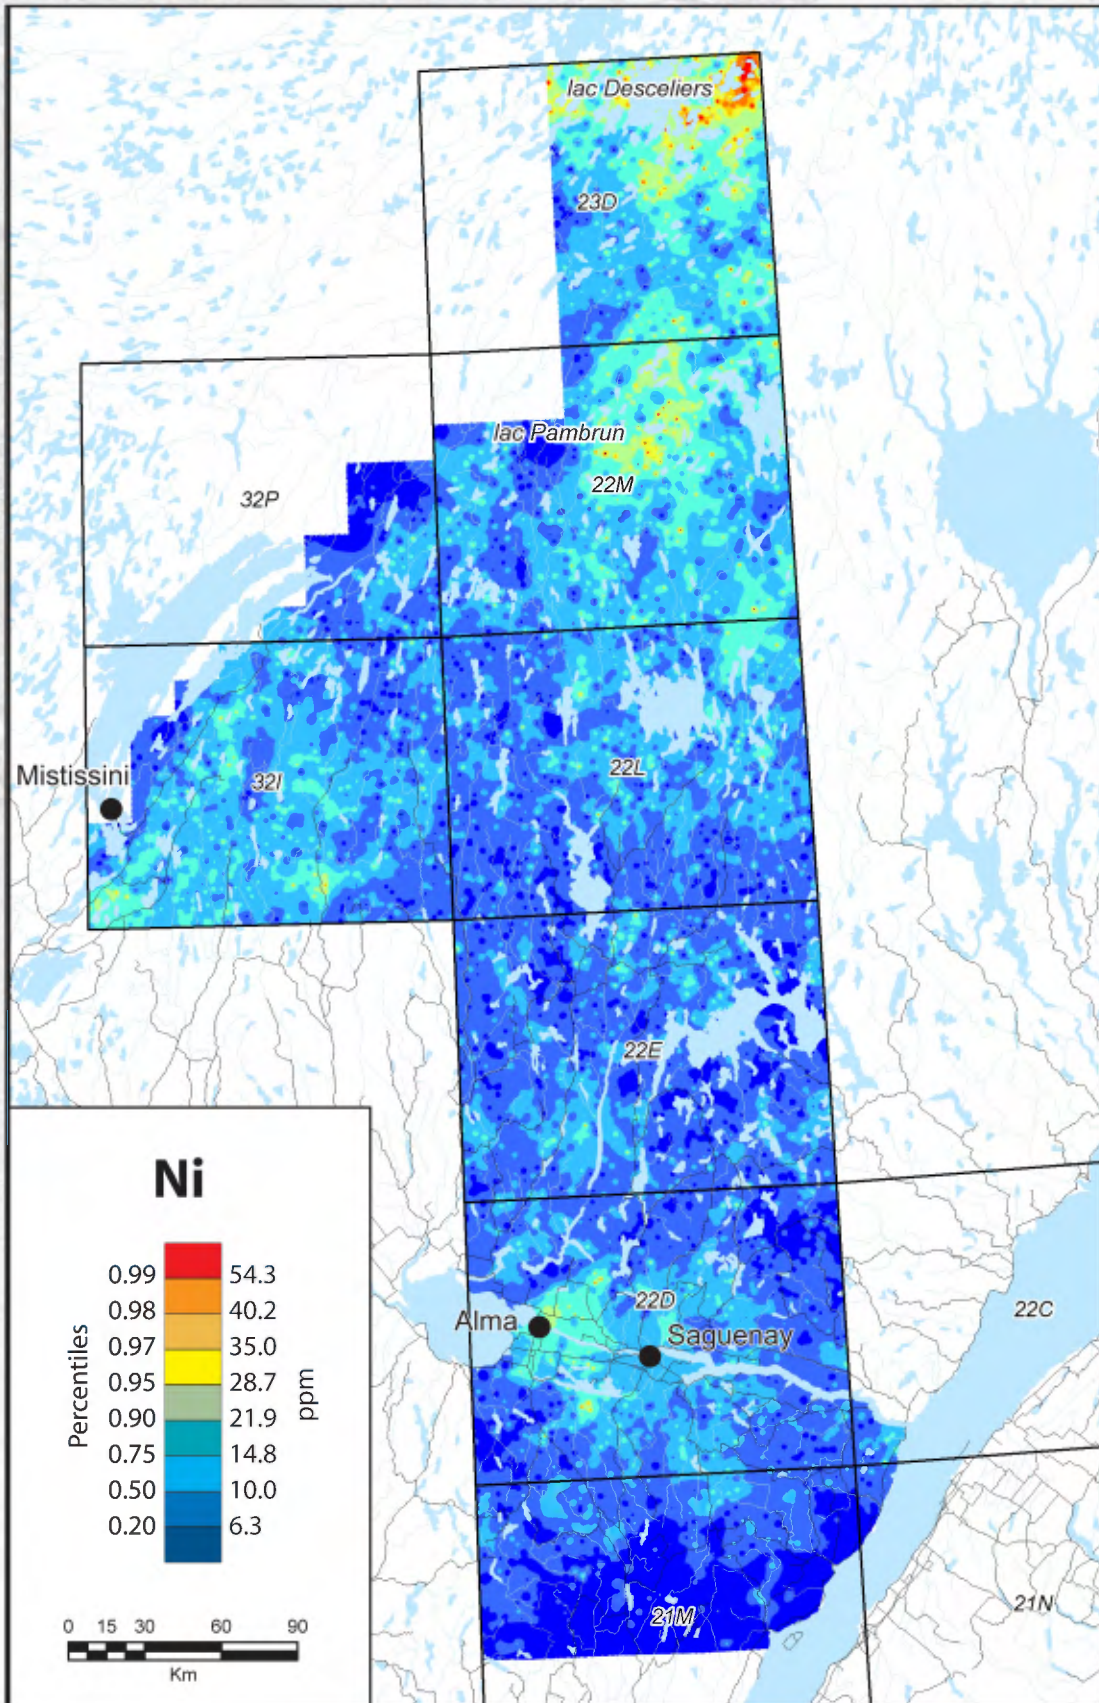 lac Desceliers
23D
lac Pambrun
22M
32P
Mistissini
32I
22L
22E
22D
Alma
Saguenay
22C
21M
21N
Ni
Percentiles
ppm
0.99 54.3
0.98 40.2
0.97 35.0
0.95 28.7
0.90 21.9
0.75 14.8
0.50 10.0
0.20 6.3
0 15 30 60 90
Km